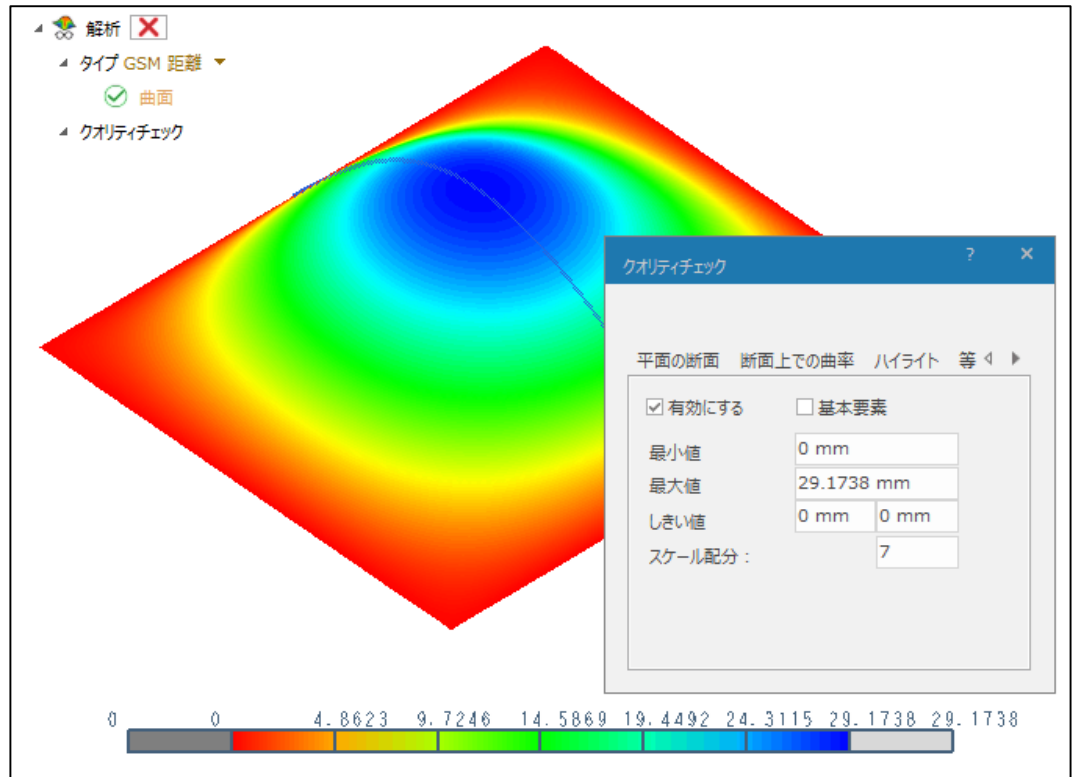 解析
タイプ GSM 距離
曲面
クオリティチェック
クオリティチェック ? ×
平面の断面 断面上での曲率 ハイライト 等
有効にする 基本要素
最小値 0 mm
最大値 29.1738 mm
しきい値 0 mm 0 mm
スケール配分： 7
0 0 4.8623 9.7246 14.5869 19.4492 24.3115 29.1738 29.1738